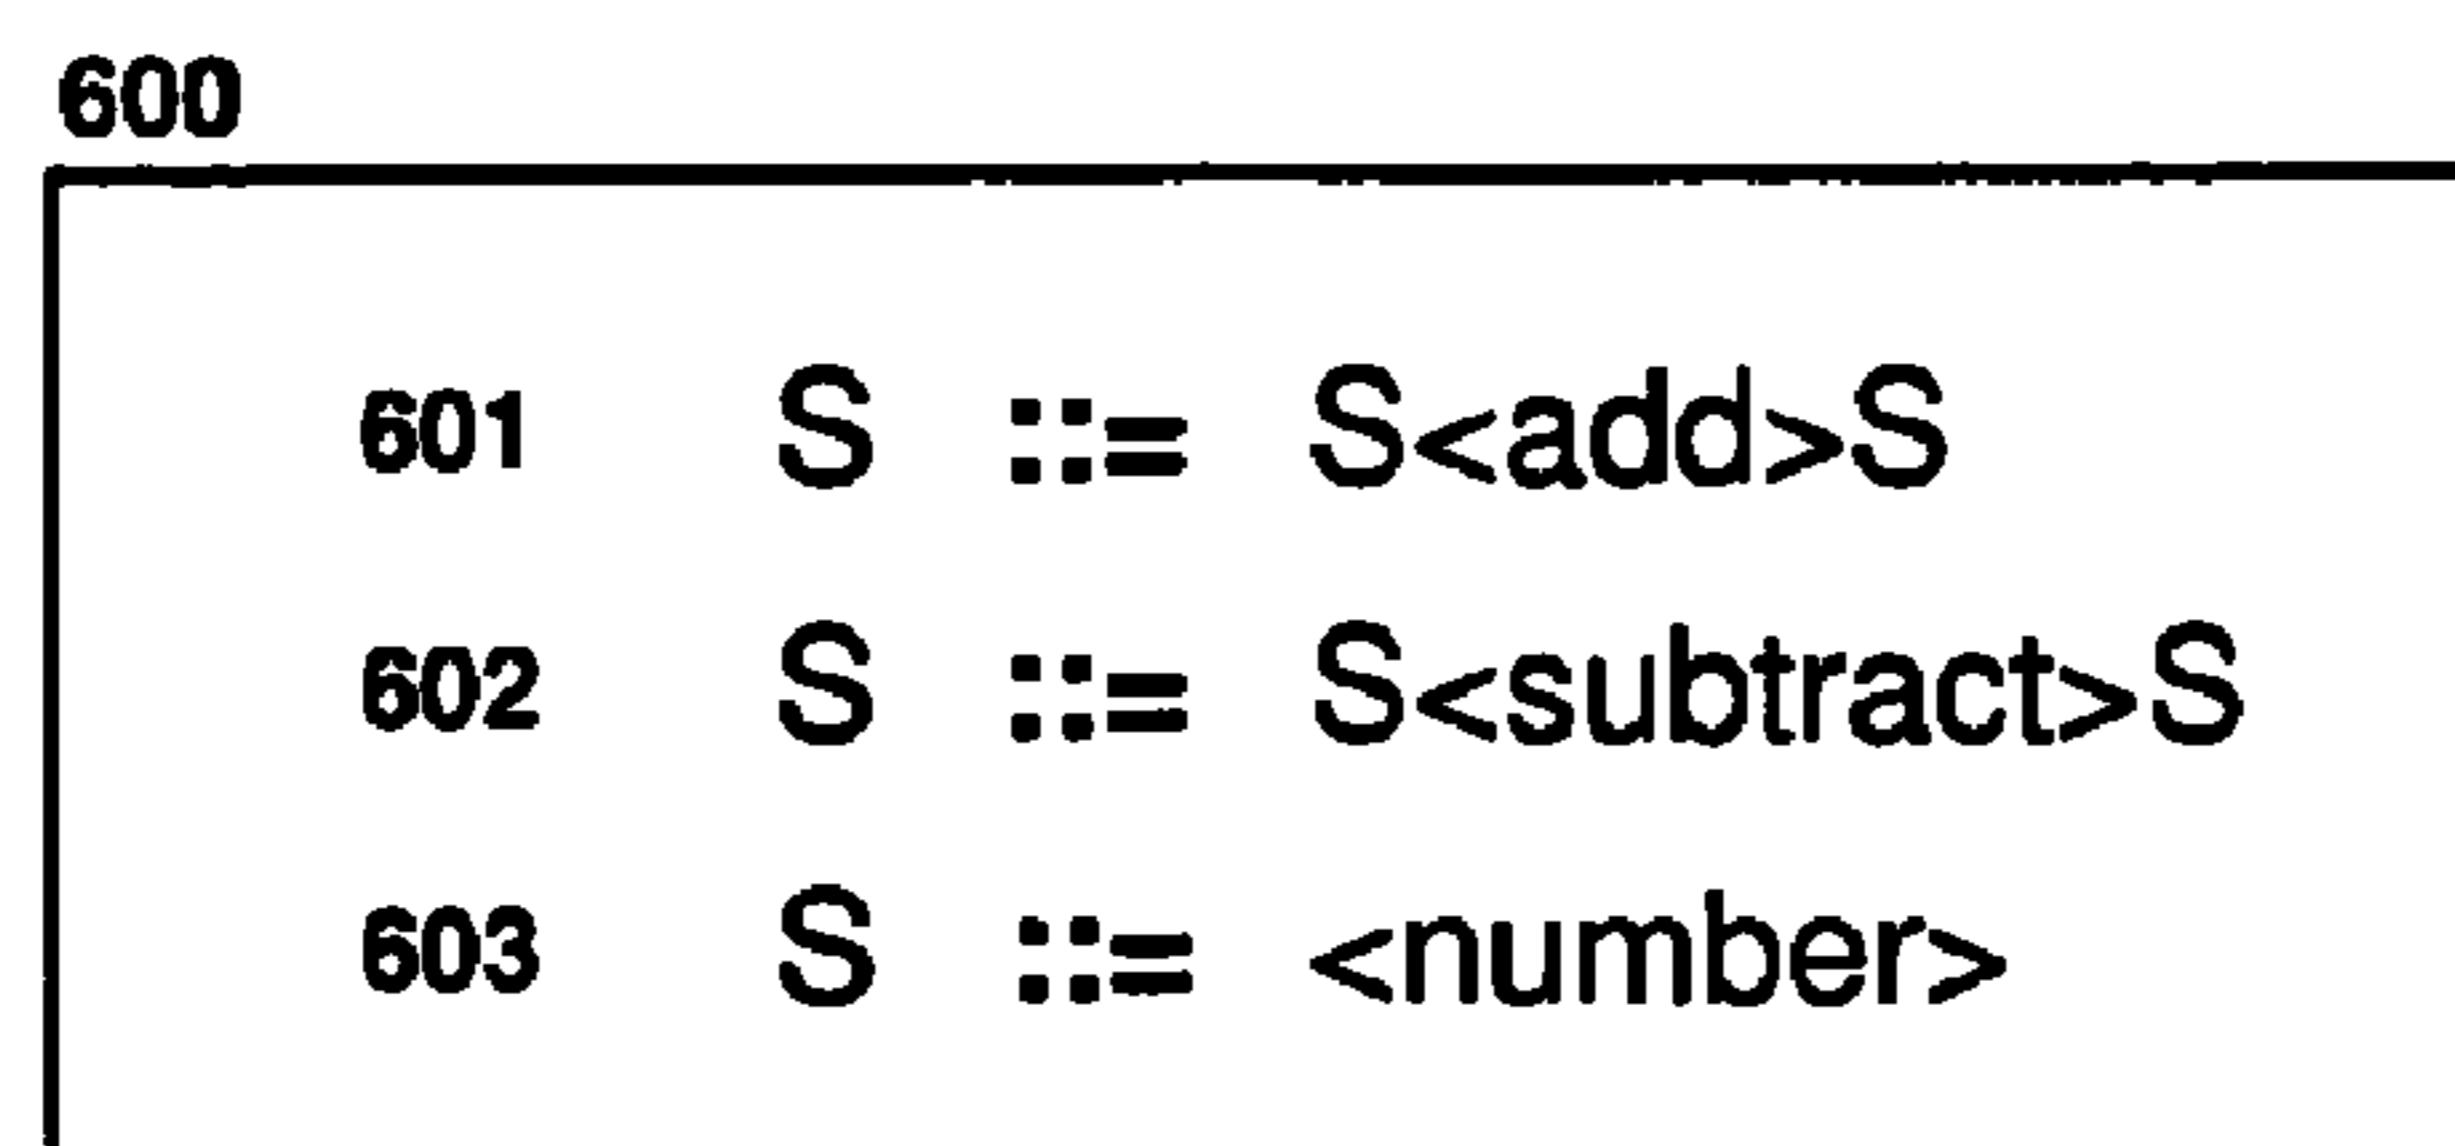 600
601 S ::= S<add>S
602 S ::= S<subtract>S
603 S ::= <number>